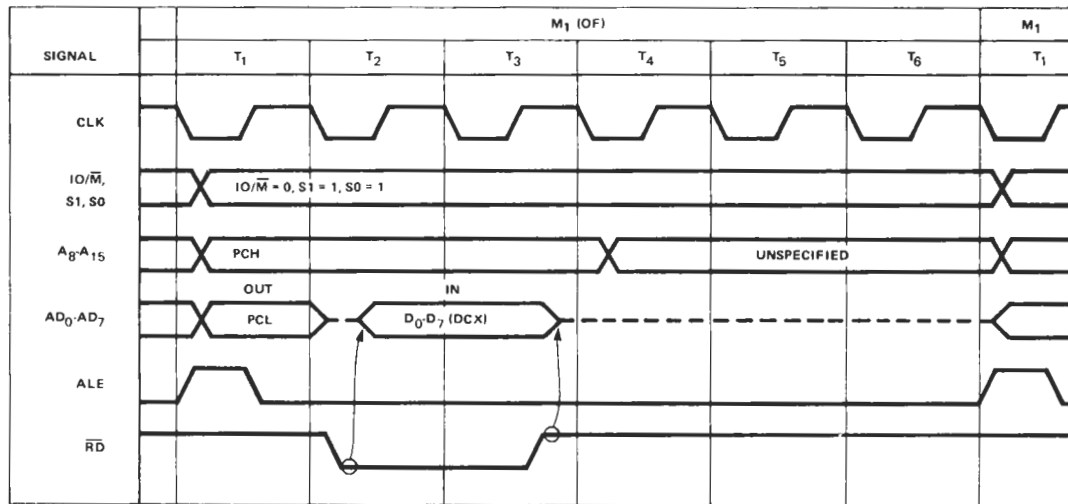 M₁ (OF) M₁
SIGNAL T₁ T₂ T₃ T₄ T₅ T₆ T₁
CLK
IO/M̅,
S1, S0
IO/M̅ = 0, S1 = 1, S0 = 1
A₈-A₁₅ PCH UNSPECIFIED
OUT IN
AD₀-AD₇ PCL D₀-D₇ (DCX)
ALE
R̅D̅